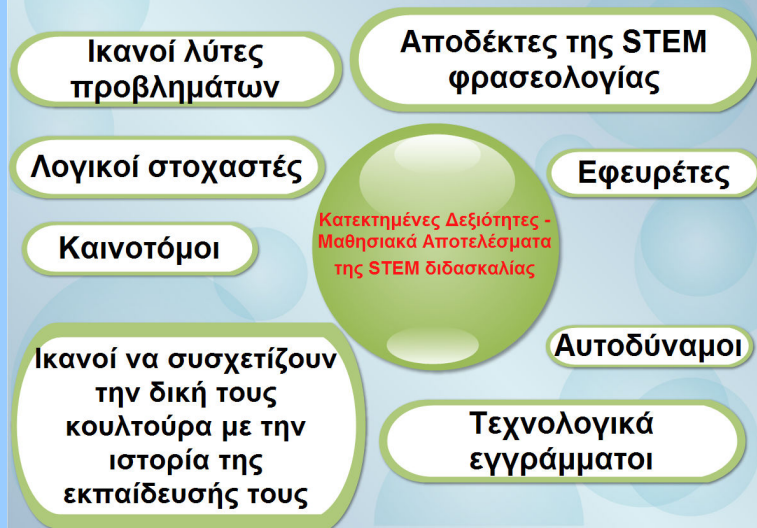 Ικανοί λύτες
προβλημάτων
Αποδέκτες της STEM
φρασεολογίας
Λογικοί στοχαστές
Εφευρέτες
Καινοτόμοι
Κατεκτημένες Δεξιότητες -
Μαθησιακά Αποτελέσματα
της STEM διδασκαλίας
Αυτοδύναμοι
Ικανοί να συσχετίζουν
την δική τους
κουλτούρα με την
ιστορία της
εκπαίδευσής τους
Τεχνολογικά
εγγράμματοι